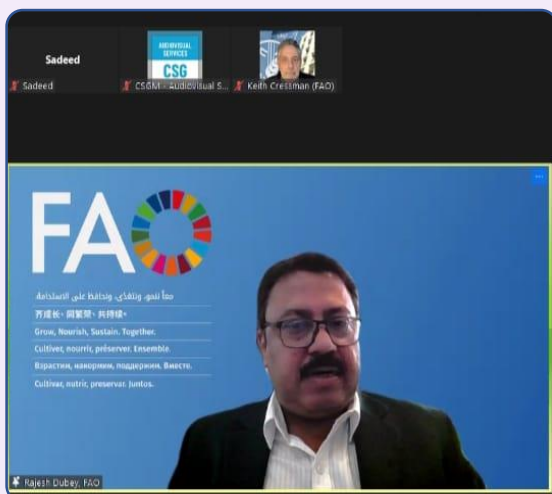 Sadeed
AUDIOVISUAL
SERVICES
CSG
Sadeed
CSGM - Audiovisual S...
Keith Cressman (FAO)
FAO
معاً ننمو، ونتغذى، ونحافظ على الاستدامة.
齐成长、同繁荣、共持续。
Grow, Nourish, Sustain. Together.
Cultiver, nourrir, préserver. Ensemble.
Взрастим, накормим, поддержим. Вместе.
Cultivar, nutrir, preservar. Juntos.
Rajesh Dubey, FAO